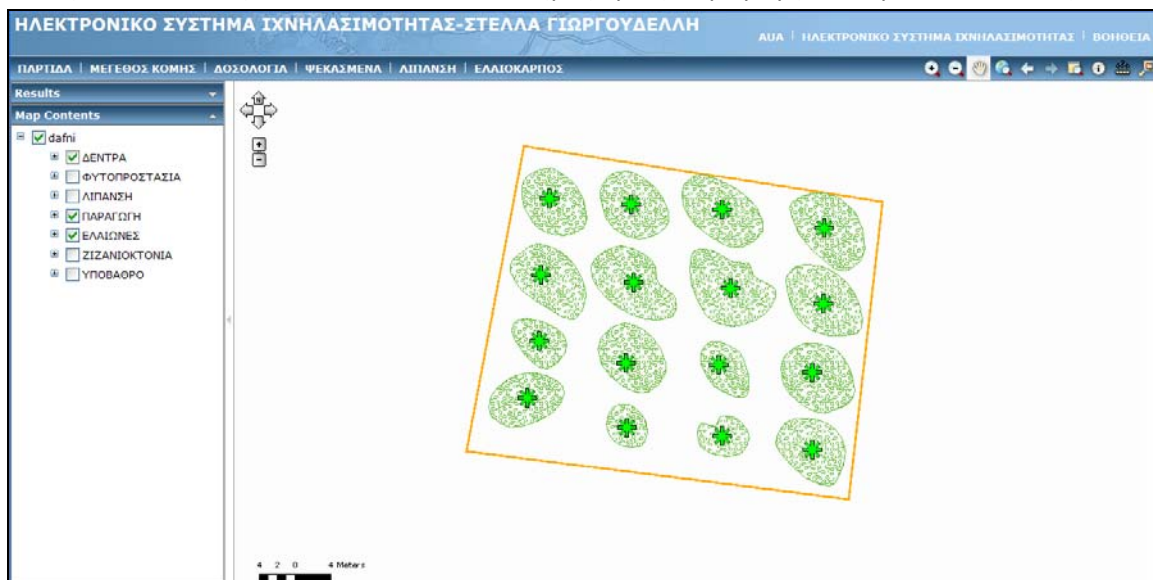 ΗΛΕΚΤΡΟΝΙΚΟ ΣΥΣΤΗΜΑ ΙΧΝΗΛΑΣΙΜΟΤΗΤΑΣ-ΣΤΕΛΛΑ ΓΙΩΡΓΟΥΔΕΛΛΗ
AUA | ΗΛΕΚΤΡΟΝΙΚΟ ΣΥΣΤΗΜΑ ΙΧΝΗΛΑΣΙΜΟΤΗΤΑΣ | ΒΟΗΘΕΙΑ
ΠΑΡΤΙΔΑ | ΜΕΓΕΘΟΣ ΚΟΜΗΣ | ΔΟΣΟΛΟΓΙΑ | ΨΕΚΑΣΜΕΝΑ | ΛΙΠΑΝΣΗ | ΕΛΑΙΟΚΑΡΠΟΣ
Results
Map Contents
dafni
ΔΕΝΤΡΑ
ΦΥΤΟΠΡΟΣΤΑΣΙΑ
ΛΙΠΑΝΣΗ
ΠΑΡΑΓΩΓΗ
ΕΛΑΙΩΝΕΣ
ΖΙΖΑΝΙΟΚΤΟΝΙΑ
ΥΠΟΒΑΘΡΟ
N
4 2 0 4 Meters